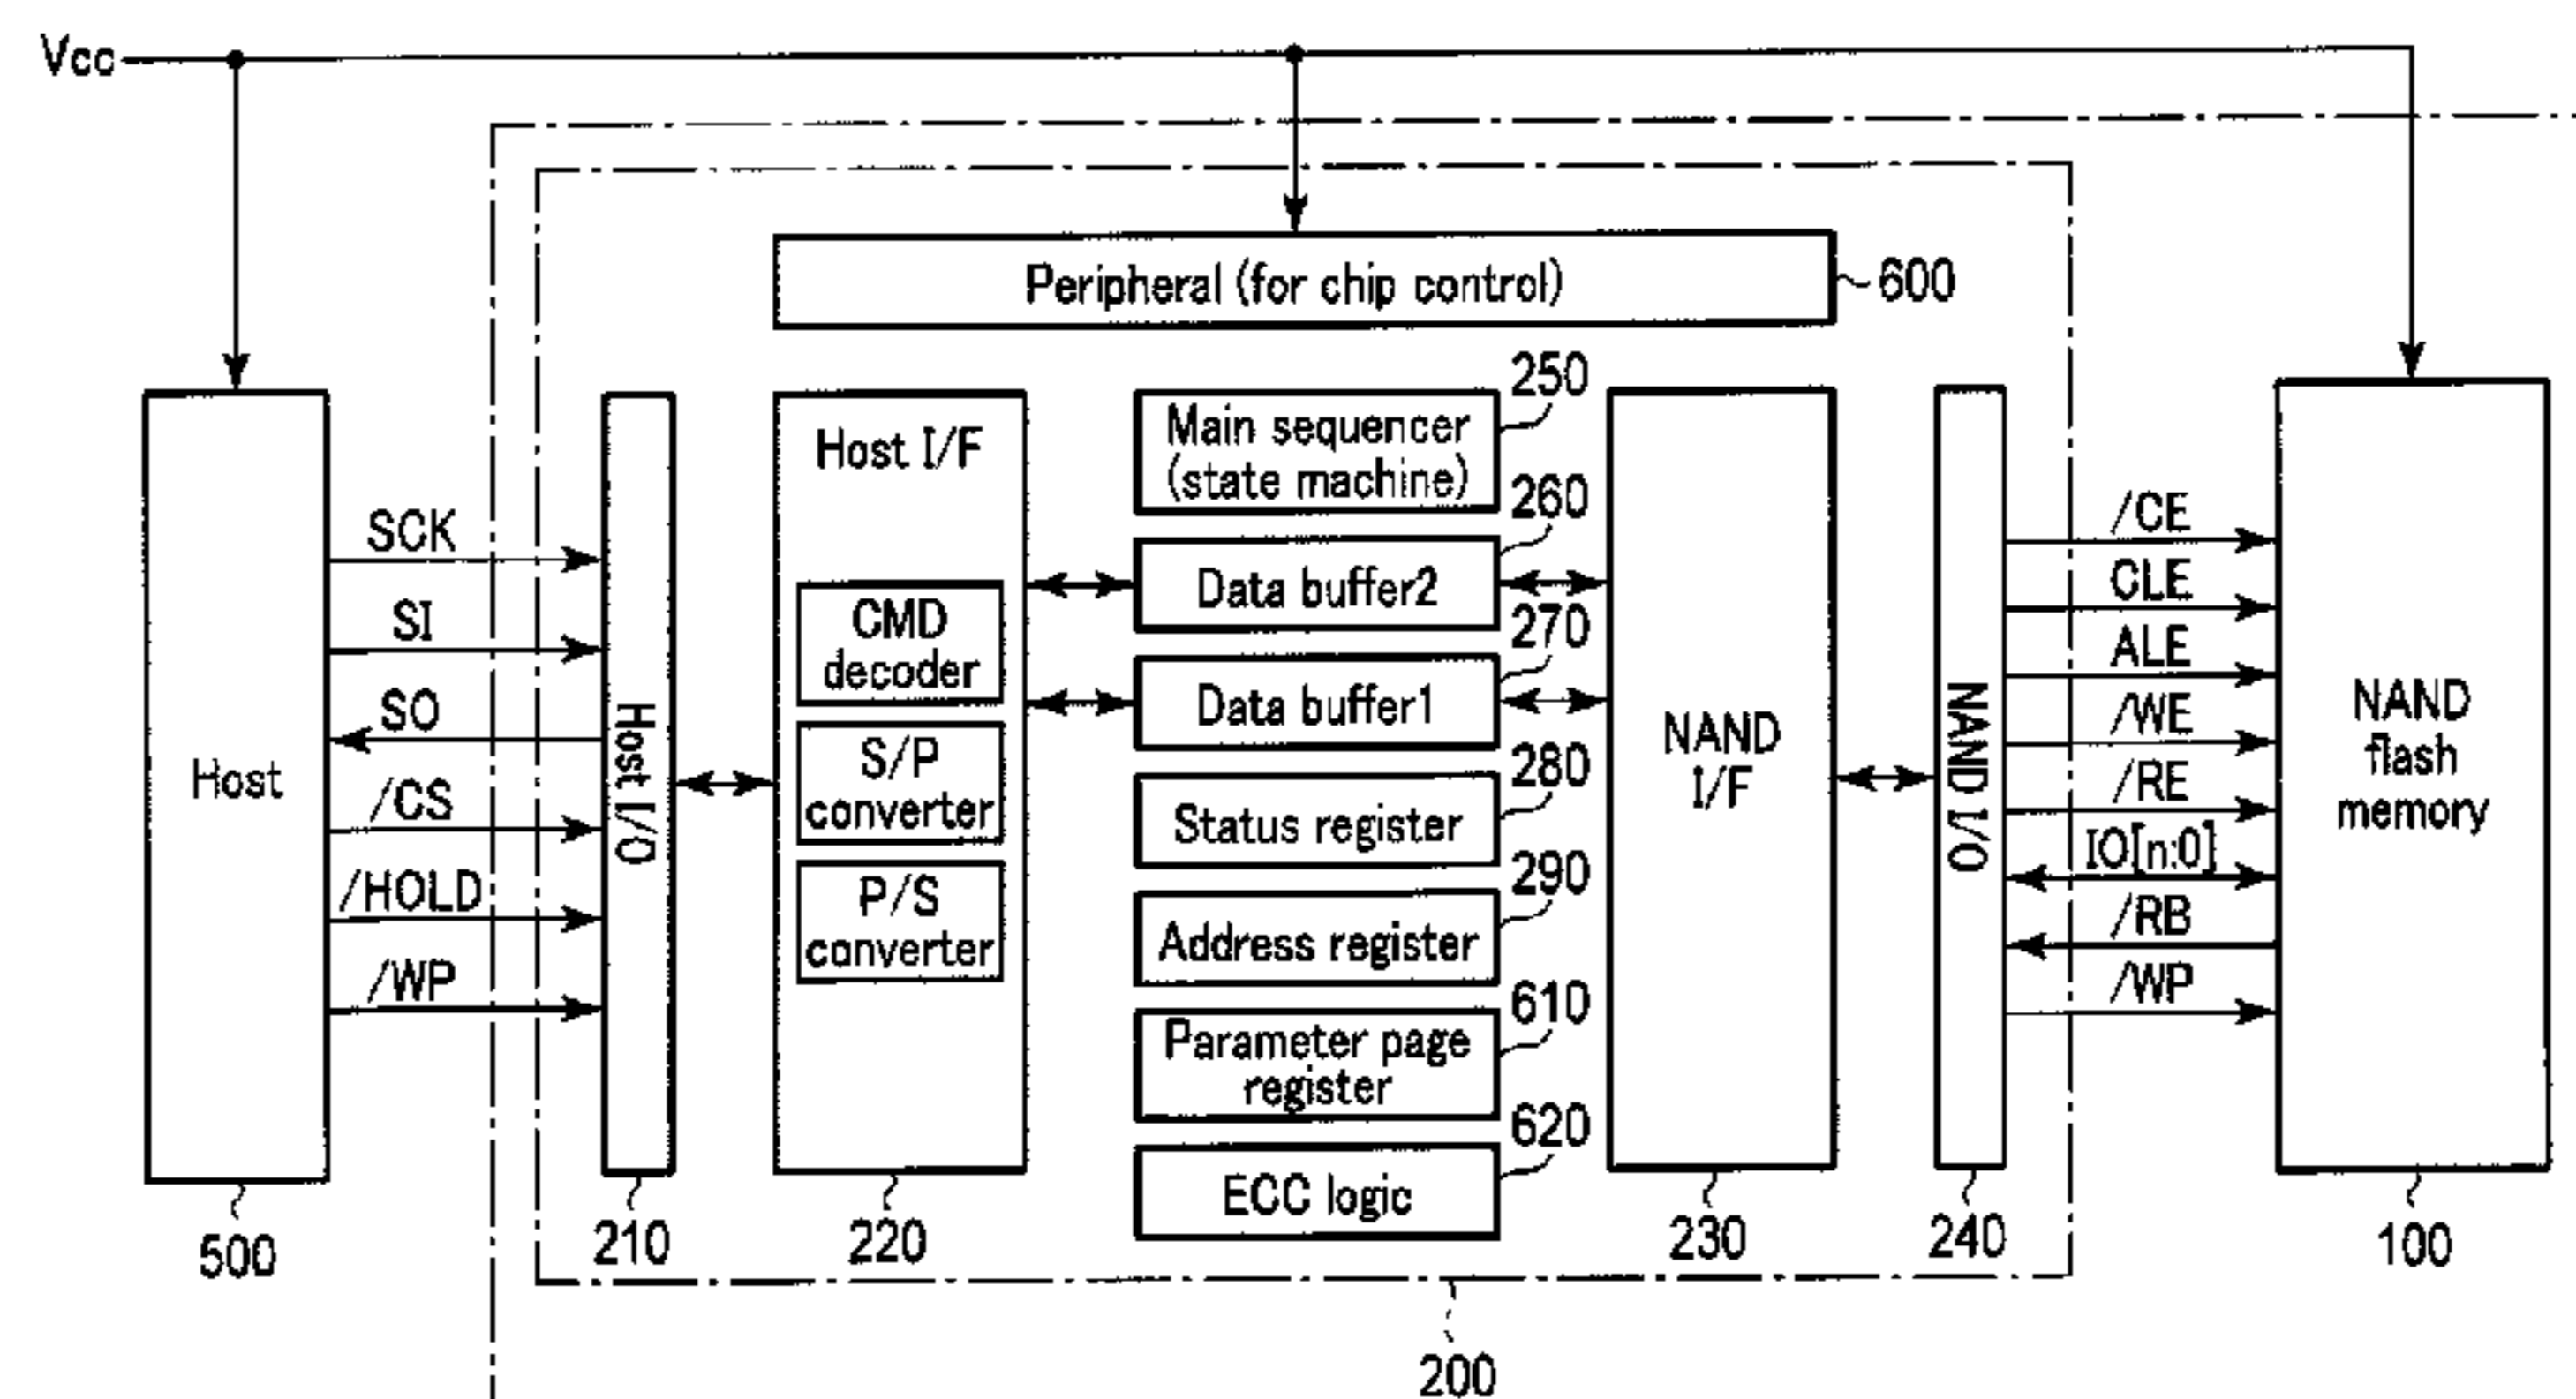 Vcc
Peripheral (for chip control)
600
Host
500
SCK
SI
SO
/CS
/HOLD
/WP
Host I/O
210
Host I/F
CMD
decoder
S/P
converter
P/S
converter
220
250
Main sequencer
(state machine)
260
Data buffer2
270
Data buffer1
280
Status register
290
Address register
610
Parameter page
register
620
ECC logic
NAND
I/F
230
NAND I/O
240
/CE
CLE
ALE
/WE
/RE
IO[n:0]
/RB
/WP
NAND
flash
memory
100
200